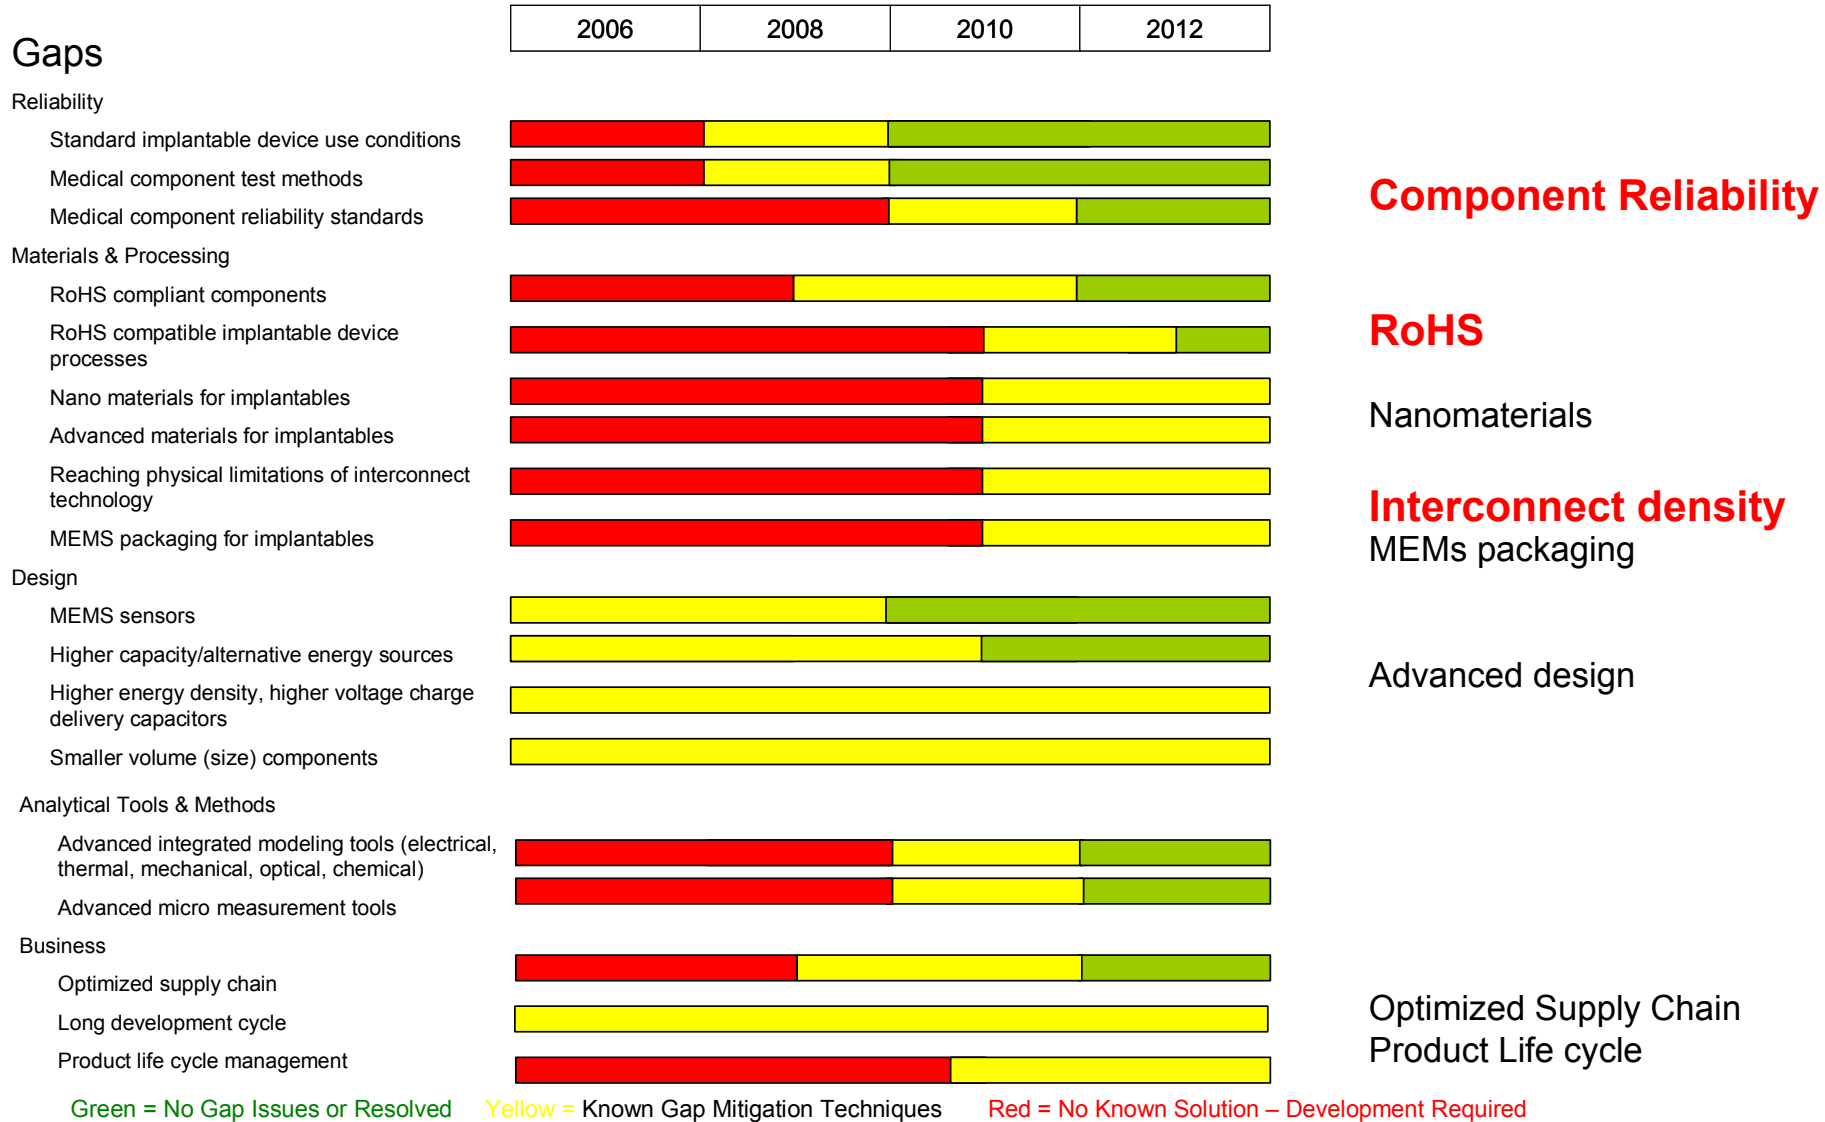 2006 2008 2010 2012
Gaps
Reliability
Standard implantable device use conditions
Medical component test methods
Medical component reliability standards
Component Reliability
Materials & Processing
RoHS compliant components
RoHS compatible implantable device
processes
RoHS
Nano materials for implantables
Nanomaterials
Advanced materials for implantables
Reaching physical limitations of interconnect
technology
Interconnect density
MEMS packaging for implantables
MEMs packaging
Design
MEMS sensors
Higher capacity/alternative energy sources
Advanced design
Higher energy density, higher voltage charge
delivery capacitors
Smaller volume (size) components
Analytical Tools & Methods
Advanced integrated modeling tools (electrical,
thermal, mechanical, optical, chemical)
Advanced micro measurement tools
Business
Optimized supply chain
Long development cycle
Product life cycle management
Optimized Supply Chain
Product Life cycle
Green = No Gap Issues or Resolved Yellow = Known Gap Mitigation Techniques Red = No Known Solution – Development Required